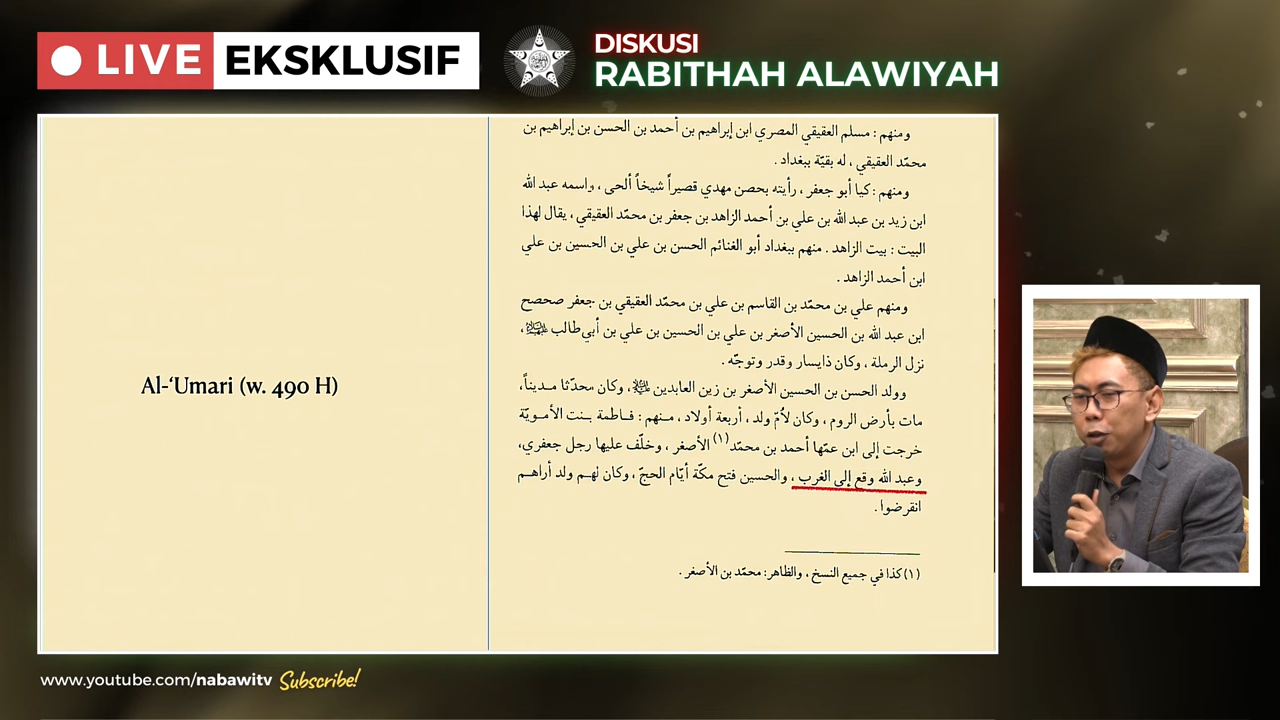 LIVE EKSKLUSIF
DISKUSI
RABITHAH ALAWIYAH
Al-‘Umari (w. 490 H)
ومنهم : مسلم العقيقي المصري ابن إبراهيم بن أحمد بن الحسن بن إبراهيم بن
محمّد العقيقي ، له بقيّة ببغداد .
ومنهم : كيا أبو جعفر ، رأيته بحصن مهدي قصيراً شيخاً ألحى ، واسمه عبد الله
ابن زيد بن عبد الله بن علي بن أحمد الزاهد بن جعفر بن محمّد العقيقي ، يقال لهذا
البيت : بيت الزاهد . منهم ببغداد أبو الغنائم الحسن بن علي بن الحسين بن علي
ابن أحمد الزاهد .
ومنهم علي بن محمّد بن القاسم بن علي بن محمّد العقيقي بن جعفر صحصح
ابن عبد الله بن الحسين الأصغر بن علي بن الحسين بن علي بن أبي طالب ،
نزل الرملة ، وكان ذايسار وقدر وتوجّه .
وولد الحسن بن الحسين الأصغر بن زين العابدين ، وكان محدّثا مـديناً ،
مات بأرض الروم ، وكان لأمّ ولد ، أربعة أولاد ، مـنهم : فـاطمة بـنت الأمـويّة
خرجت إلى ابن عمّها أحمد بن محمّد(١) الأصغر ، وخلّف عليها رجل جعفري،
وعبد الله وقع إلى الغرب ، والحسين فتح مكّة أيّام الحجّ ، وكان لهـم ولد أراهـم
انقرضوا .
(١) كذا في جميع النسخ ، والظاهر: محمّد بن الأصغر .
www.youtube.com/nabawitv Subscribe!